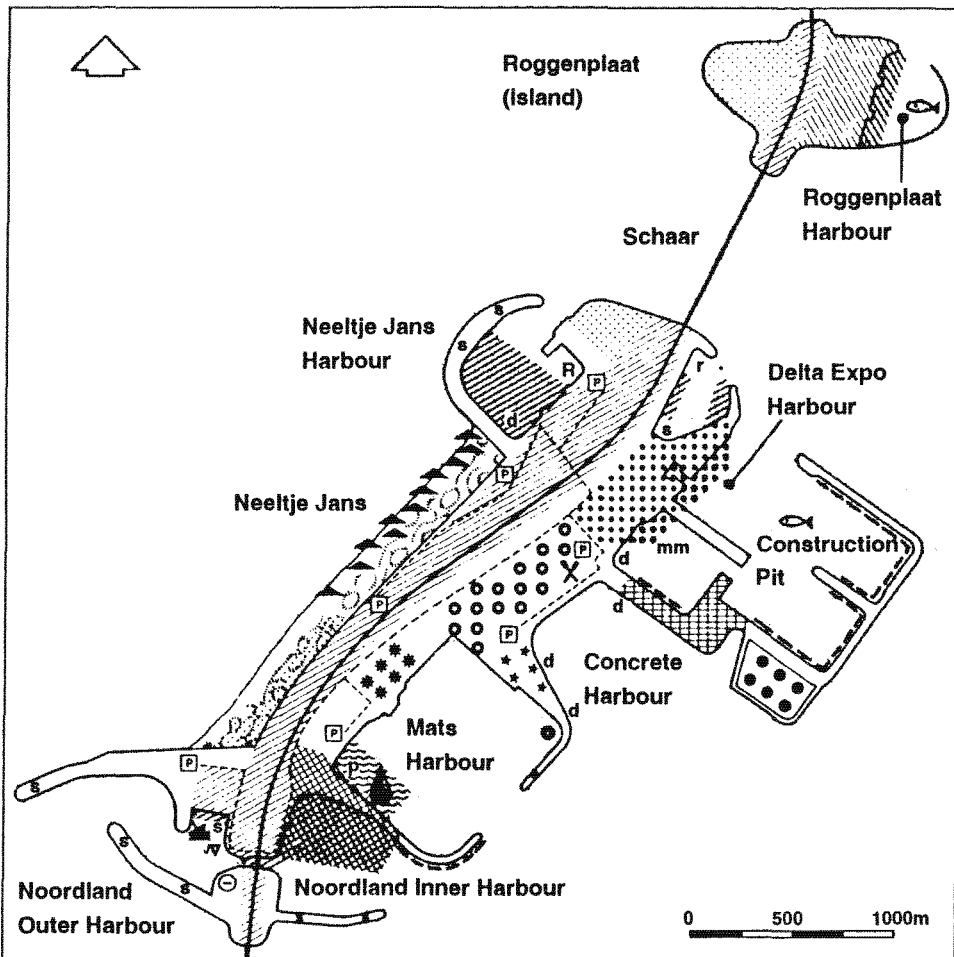 Roggenplaat
(island)
Roggenplaat
Harbour
Schaar
Neeltje Jans
Harbour
s
s
R
P
r
Delta Expo
Harbour
d
s
P
Neeltje Jans
mm
Construction
Pit
d
P
d
P
P
Concrete
Harbour
d
d
Mats
Harbour
P
p
P
s
s
s
s
s
Noordland Inner Harbour
Noordland
Outer Harbour
s
s
s
0 500 1000m